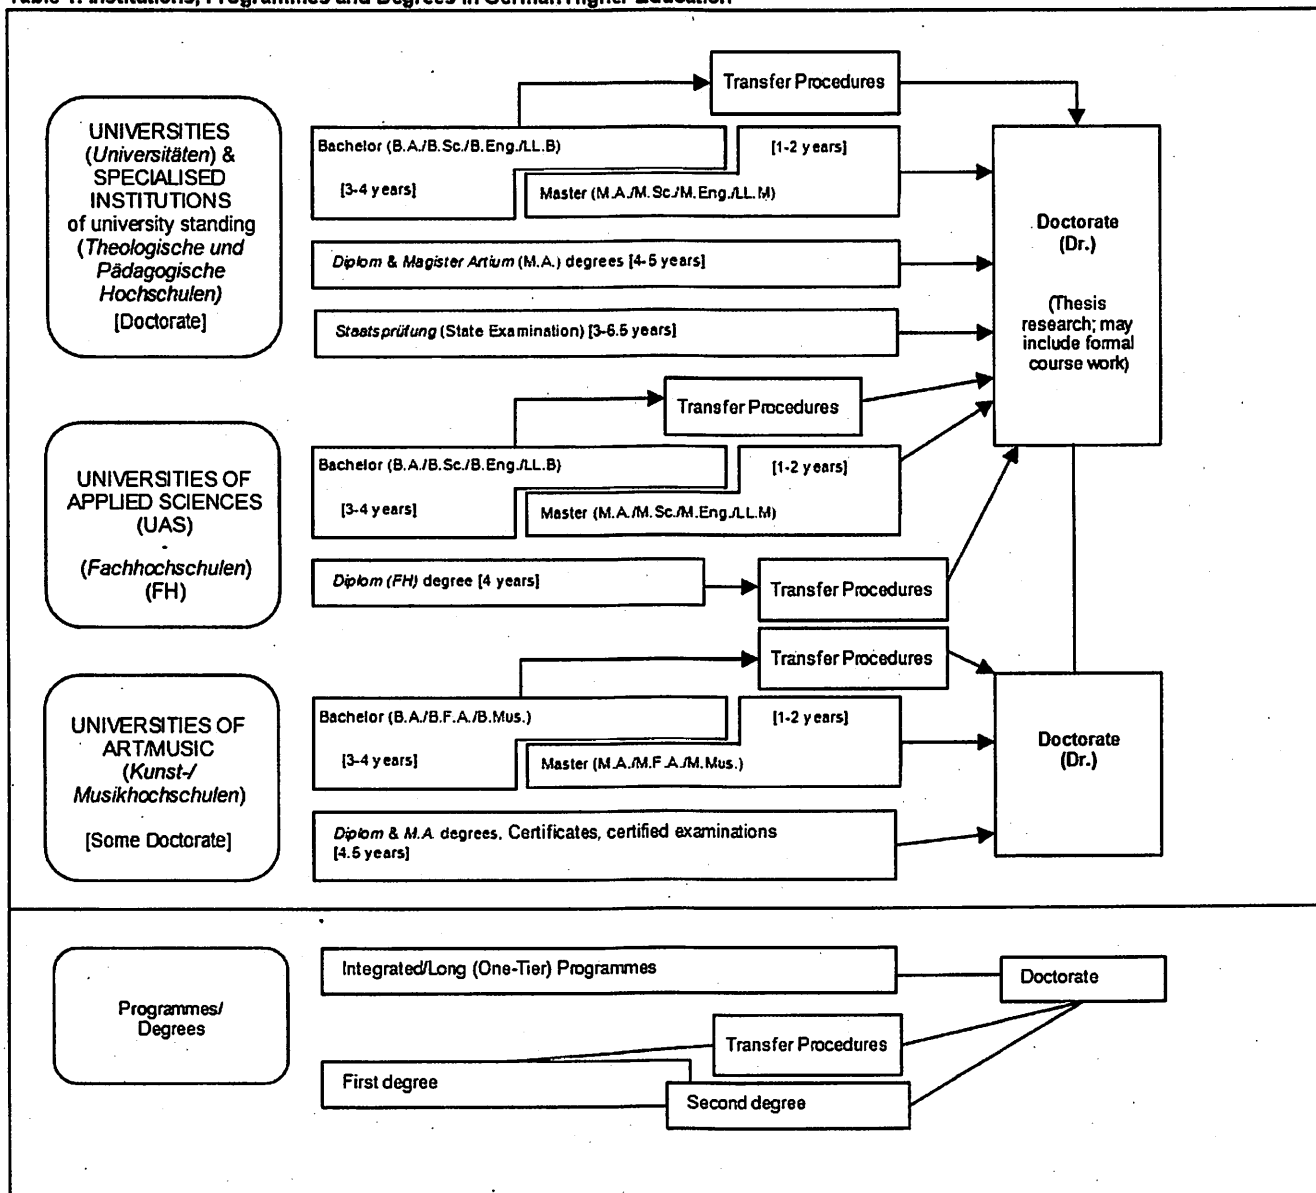 Table 1: Institutions, Programmes and Degrees in German Higher Education
UNIVERSITIES
(Universitäten) &
SPECIALISED
INSTITUTIONS
of university standing
(Theologische und
Pädagogische
Hochschulen)
[Doctorate]
Transfer Procedures
Bachelor (B.A./B.Sc./B.Eng./LL.B)
[3-4 years]
[1-2 years]
Master (M.A./M.Sc./M.Eng./LL.M)
Diplom & Magister Artium (M.A.) degrees [4-5 years]
Staatsprüfung (State Examination) [3-6.5 years]
Doctorate
(Dr.)
(Thesis
research; may
include formal
course work)
UNIVERSITIES OF
APPLIED SCIENCES
(UAS)
(Fachhochschulen)
(FH)
Transfer Procedures
Bachelor (B.A./B.Sc./B.Eng./LL.B)
[3-4 years]
[1-2 years]
Master (M.A./M.Sc./M.Eng./LL.M)
Diplom (FH) degree [4 years]
Transfer Procedures
UNIVERSITIES OF
ART/MUSIC
(Kunst-/
Musikhochschulen)
[Some Doctorate]
Transfer Procedures
Bachelor (B.A./B.F.A./B.Mus.)
[3-4 years]
[1-2 years]
Master (M.A./M.F.A./M.Mus.)
Diplom & M.A. degrees, Certificates, certified examinations
[4.5 years]
Doctorate
(Dr.)
Programmes/
Degrees
Integrated/Long (One-Tier) Programmes
Doctorate
Transfer Procedures
First degree
Second degree